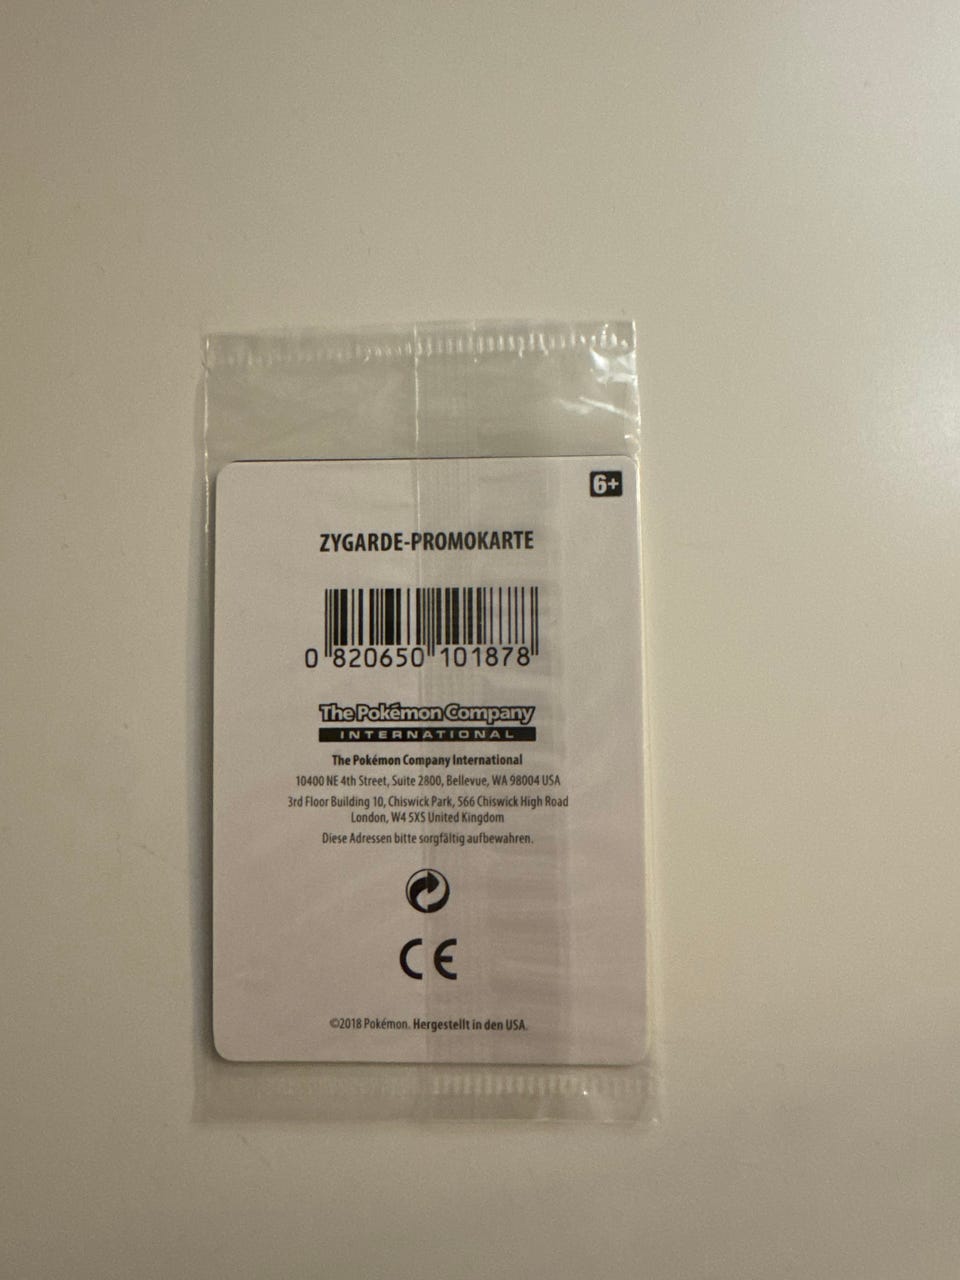 6+
ZYGARDE-PROMOKARTE
0 820650 101878
The Pokémon Company
INTERNATIONAL
The Pokémon Company International
10400 NE 4th Street, Suite 2800, Bellevue, WA 98004 USA
3rd Floor Building 10, Chiswick Park, 566 Chiswick High Road
London, W4 5XS United Kingdom
Diese Adressen bitte sorgfältig aufbewahren.
CE
©2018 Pokémon. Hergestellt in den USA.